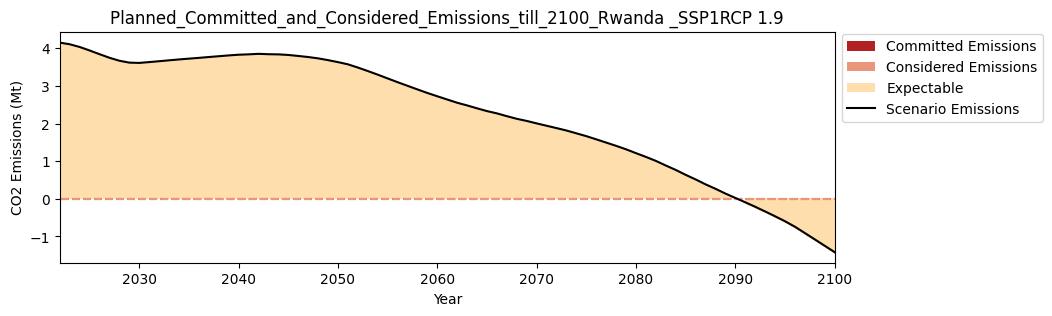 Planned_Committed_and_Considered_Emissions_till_2100_Rwanda _SSP1RCP 1.9
Committed Emissions
Considered Emissions
Expectable
Scenario Emissions
CO2 Emissions (Mt)
4
3
2
1
0
−1
2030 2040 2050 2060 2070 2080 2090 2100
Year